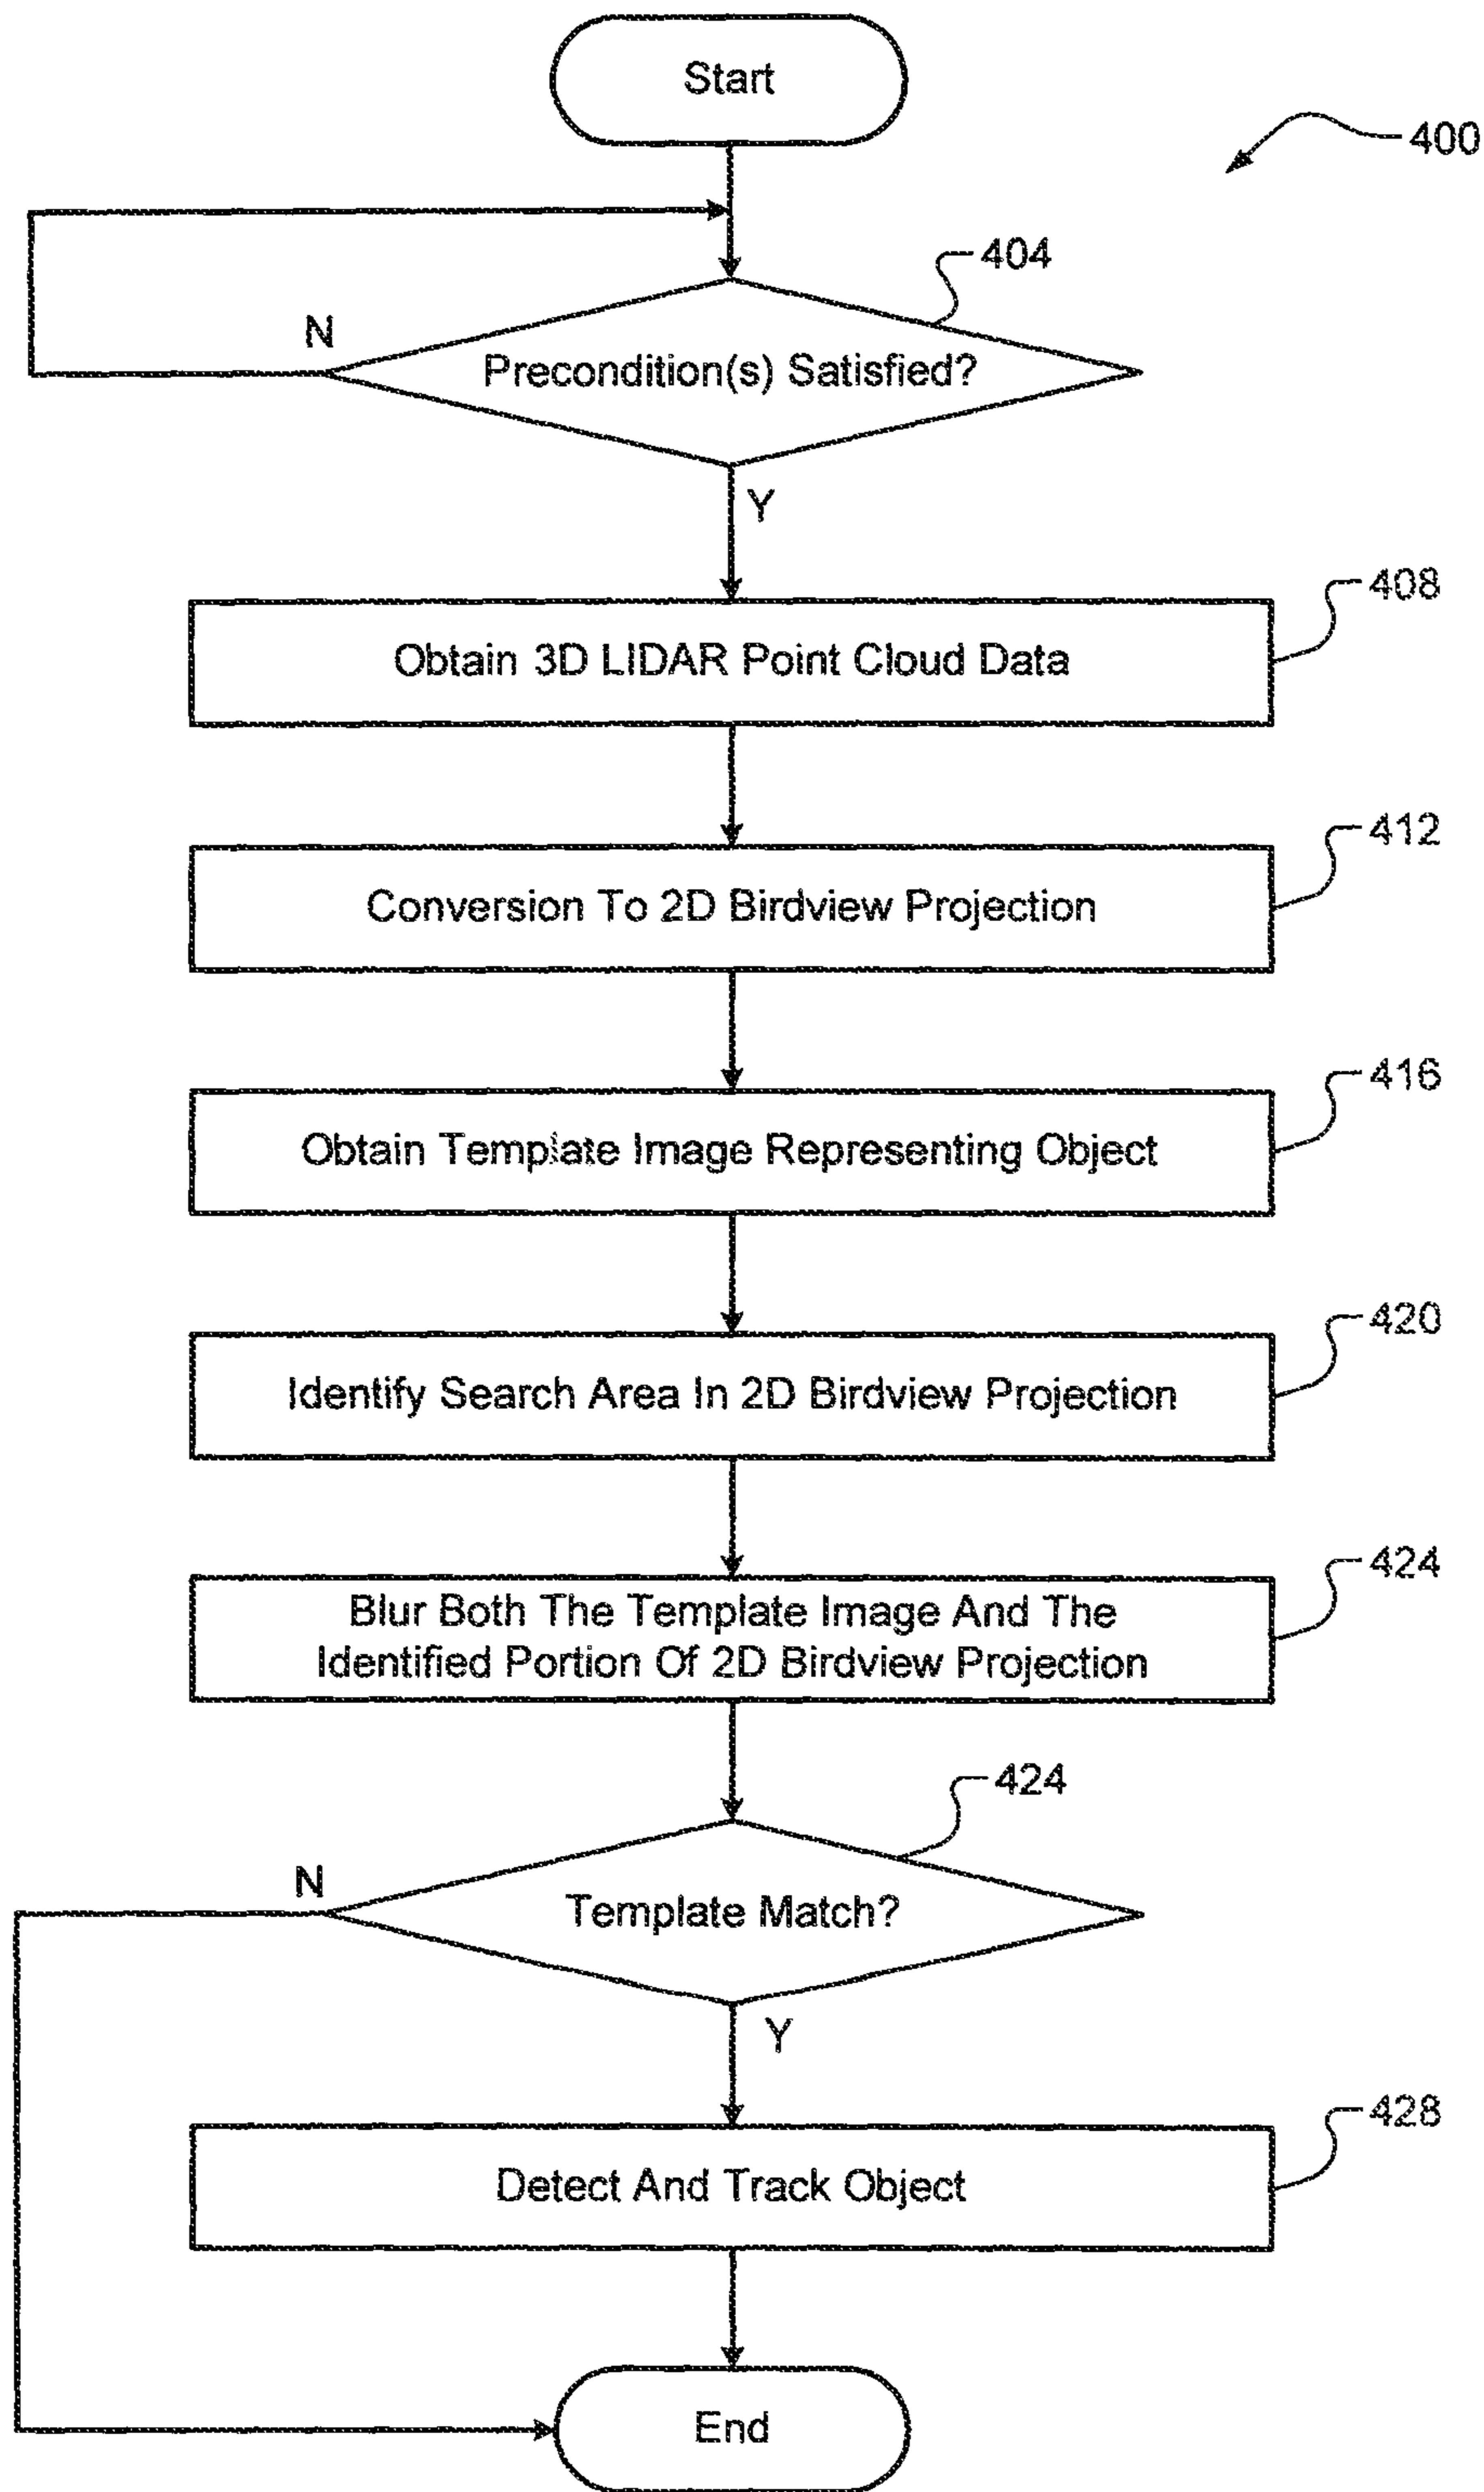 Start
400
404
N
Precondition(s) Satisfied?
Y
408
Obtain 3D LIDAR Point Cloud Data
412
Conversion To 2D Birdview Projection
416
Obtain Template Image Representing Object
420
Identify Search Area In 2D Birdview Projection
424
Blur Both The Template Image And The
Identified Portion Of 2D Birdview Projection
424
N
Template Match?
Y
428
Detect And Track Object
End